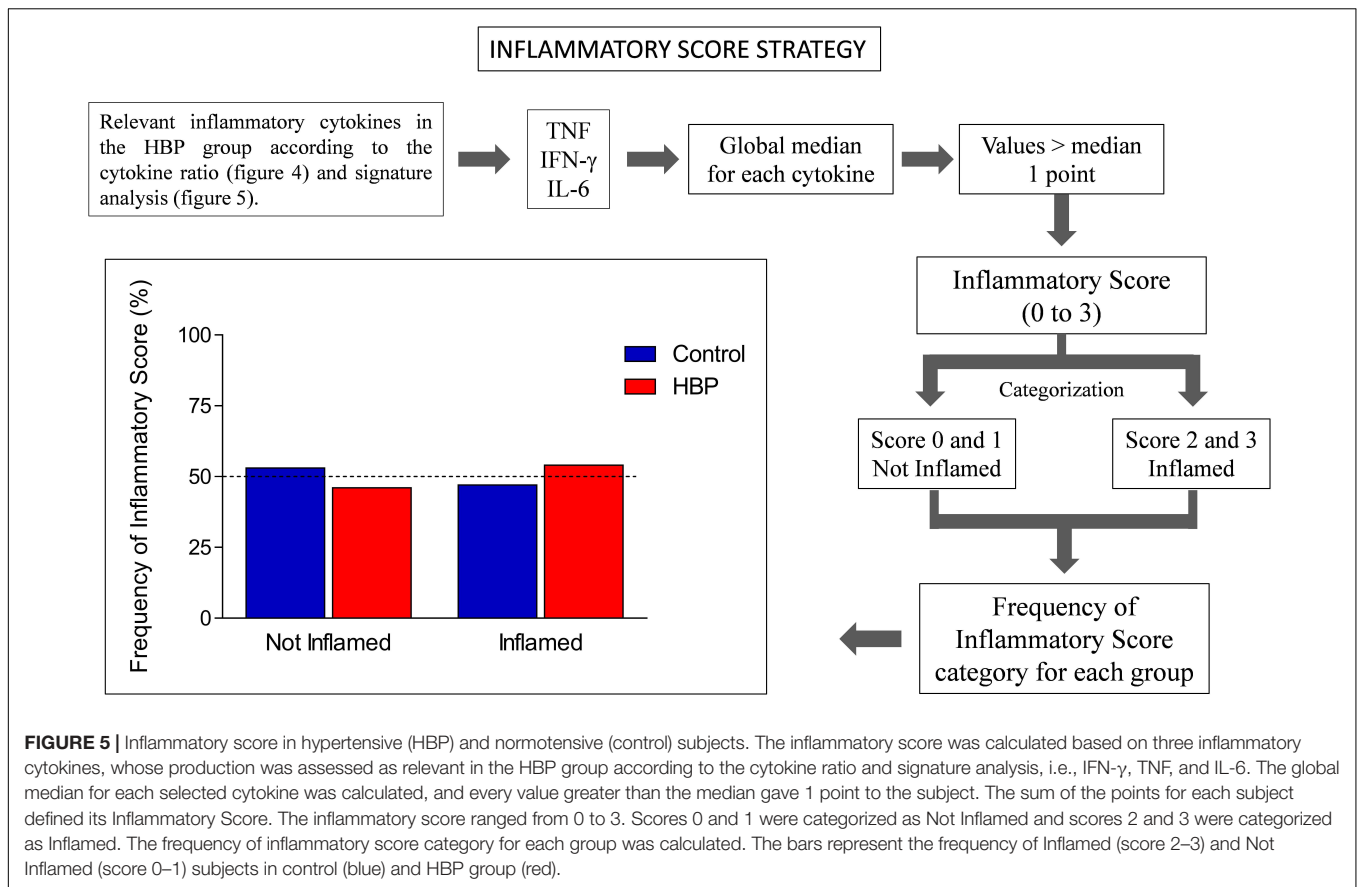 INFLAMMATORY SCORE STRATEGY
Relevant inflammatory cytokines in
the HBP group according to the
cytokine ratio (figure 4) and signature
analysis (figure 5).
TNF
IFN-γ
IL-6
Global median
for each cytokine
Values > median
1 point
Inflammatory Score
(0 to 3)
Categorization
Score 0 and 1
Not Inflamed
Score 2 and 3
Inflamed
Frequency of
Inflammatory Score
category for each group
Frequency of Inflammatory Score (%)
100
75
50
25
0
Control
HBP
Not Inflamed
Inflamed
FIGURE 5 | Inflammatory score in hypertensive (HBP) and normotensive (control) subjects. The inflammatory score was calculated based on three inflammatory
cytokines, whose production was assessed as relevant in the HBP group according to the cytokine ratio and signature analysis, i.e., IFN-γ, TNF, and IL-6. The global
median for each selected cytokine was calculated, and every value greater than the median gave 1 point to the subject. The sum of the points for each subject
defined its Inflammatory Score. The inflammatory score ranged from 0 to 3. Scores 0 and 1 were categorized as Not Inflamed and scores 2 and 3 were categorized
as Inflamed. The frequency of inflammatory score category for each group was calculated. The bars represent the frequency of Inflamed (score 2–3) and Not
Inflamed (score 0–1) subjects in control (blue) and HBP group (red).